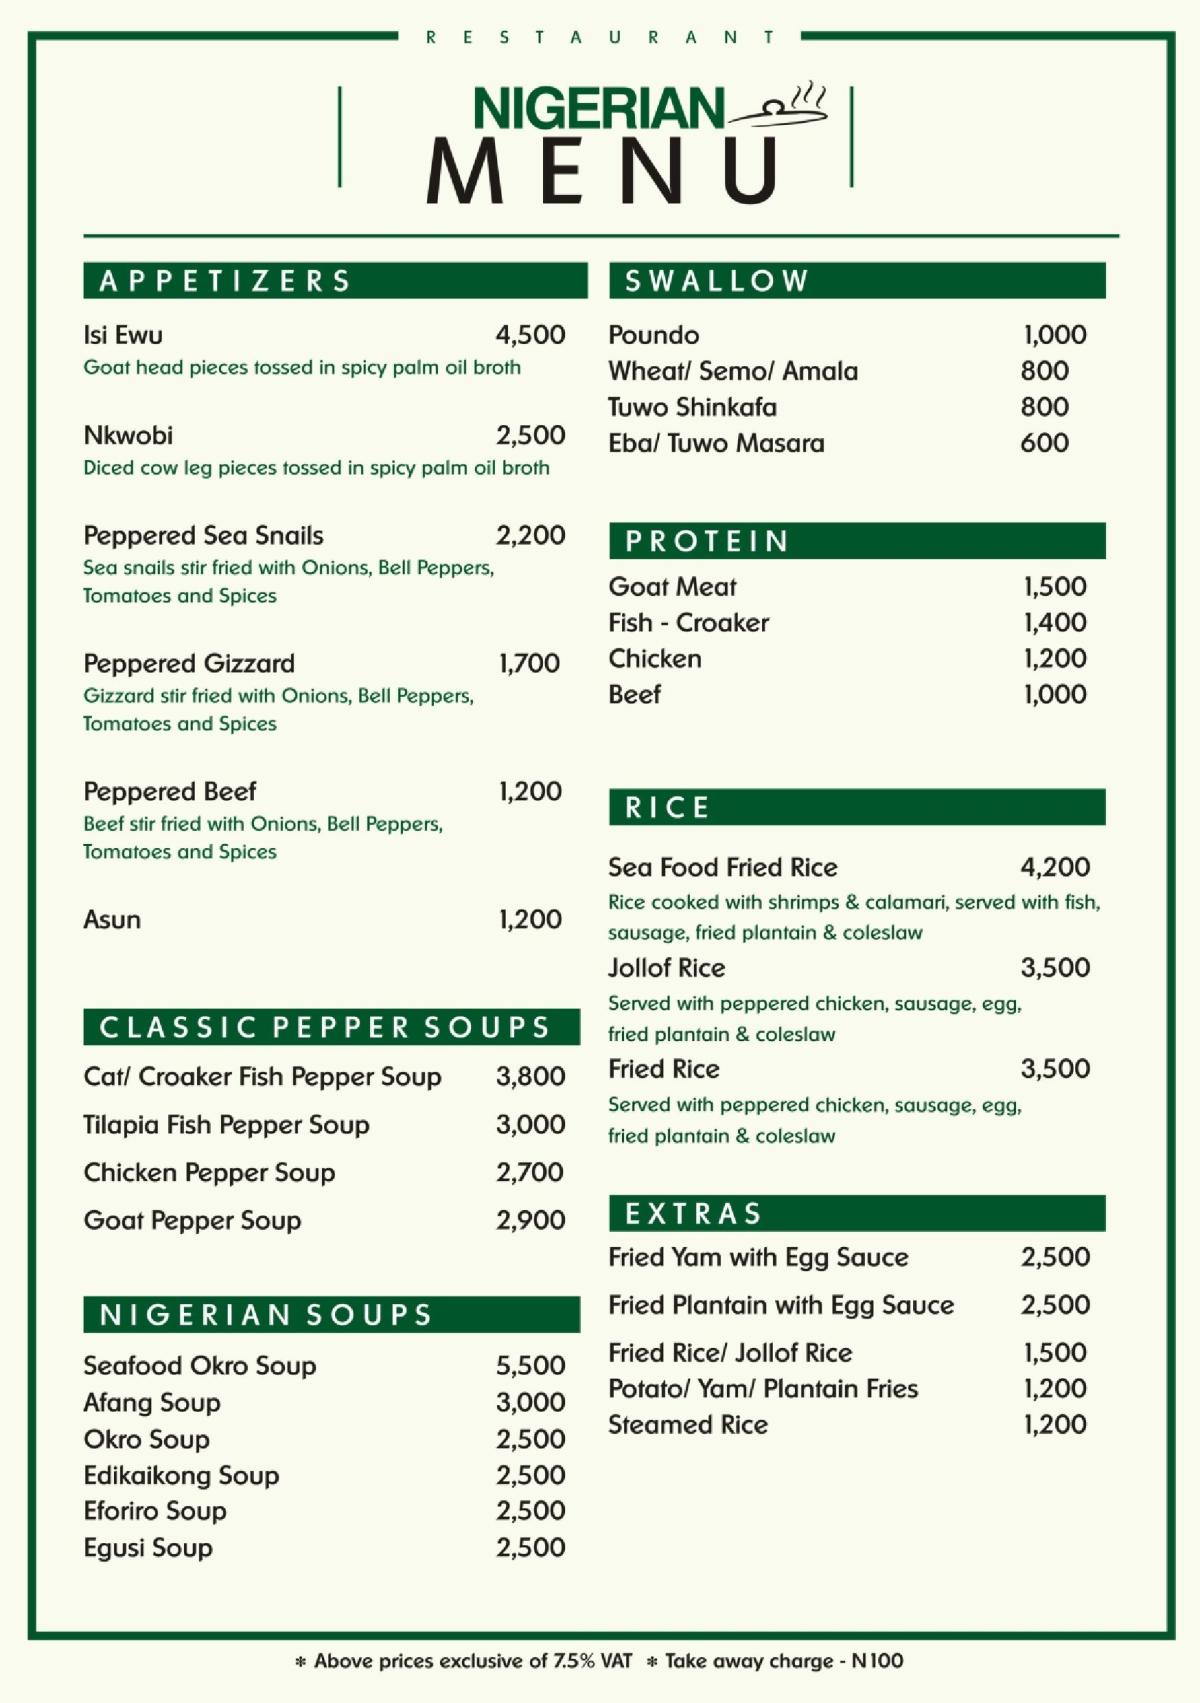 RESTAURANT
NIGERIAN
MENU
APPETIZERS
Isi Ewu 4,500
Goat head pieces tossed in spicy palm oil broth
Nkwobi 2,500
Diced cow leg pieces tossed in spicy palm oil broth
Peppered Sea Snails 2,200
Sea snails stir fried with Onions, Bell Peppers,
Tomatoes and Spices
Peppered Gizzard 1,700
Gizzard stir fried with Onions, Bell Peppers,
Tomatoes and Spices
Peppered Beef 1,200
Beef stir fried with Onions, Bell Peppers,
Tomatoes and Spices
Asun 1,200
CLASSIC PEPPER SOUPS
Cat/ Croaker Fish Pepper Soup 3,800
Tilapia Fish Pepper Soup 3,000
Chicken Pepper Soup 2,700
Goat Pepper Soup 2,900
NIGERIAN SOUPS
Seafood Okro Soup 5,500
Afang Soup 3,000
Okro Soup 2,500
Edikaikong Soup 2,500
Eforiro Soup 2,500
Egusi Soup 2,500
SWALLOW
Poundo 1,000
Wheat/ Semo/ Amala 800
Tuwo Shinkafa 800
Eba/ Tuwo Masara 600
PROTEIN
Goat Meat 1,500
Fish - Croaker 1,400
Chicken 1,200
Beef 1,000
RICE
Sea Food Fried Rice 4,200
Rice cooked with shrimps & calamari, served with fish,
sausage, fried plantain & coleslaw
Jollof Rice 3,500
Served with peppered chicken, sausage, egg,
fried plantain & coleslaw
Fried Rice 3,500
Served with peppered chicken, sausage, egg,
fried plantain & coleslaw
EXTRAS
Fried Yam with Egg Sauce 2,500
Fried Plantain with Egg Sauce 2,500
Fried Rice/ Jollof Rice 1,500
Potato/ Yam/ Plantain Fries 1,200
Steamed Rice 1,200
* Above prices exclusive of 7.5% VAT * Take away charge - N100